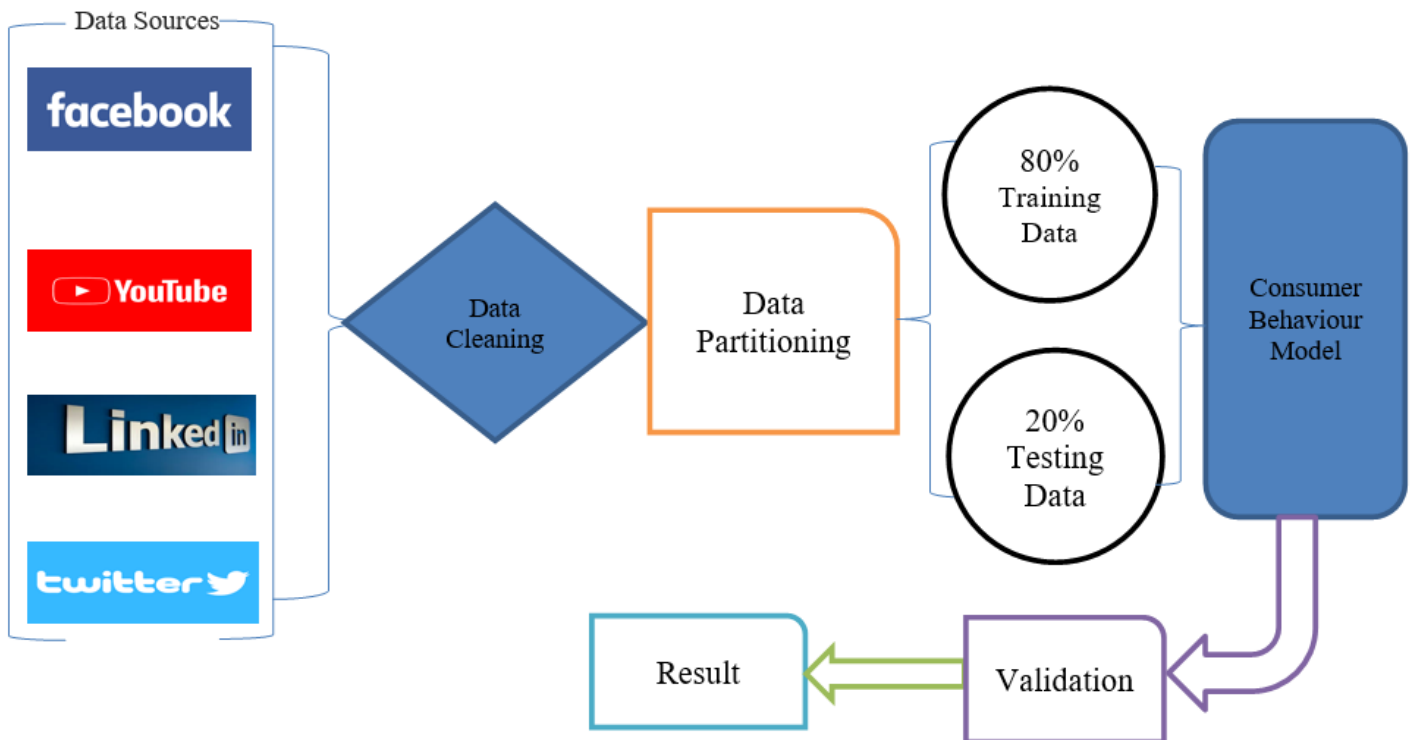 Data Sources
facebook
YouTube
Linked in
twitter
Data
Cleaning
Data
Partitioning
80%
Training
Data
20%
Testing
Data
Consumer
Behaviour
Model
Validation
Result